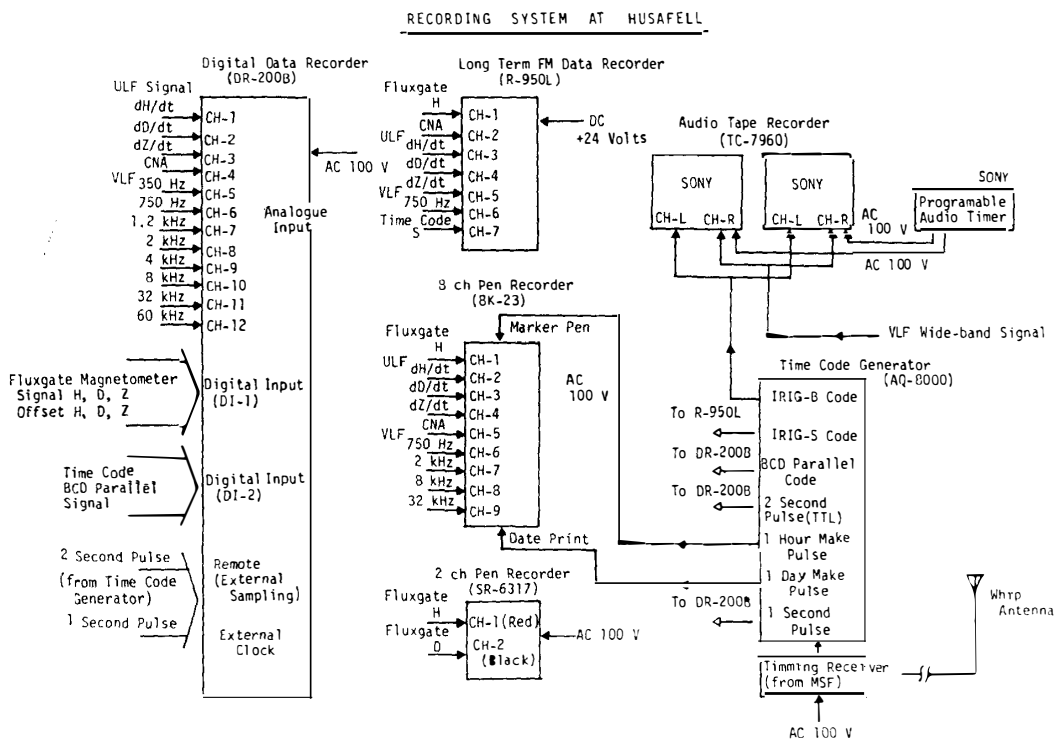 RECORDING SYSTEM AT HUSAFELL
Digital Data Recorder
(DR-200B)
ULF Signal
dH/dt
dD/dt
dZ/dt
CNA
VLF 350 Hz
750 Hz
1.2 kHz
2 kHz
4 kHz
8 kHz
32 kHz
60 kHz
CH-1
CH-2
CH-3
CH-4
CH-5
CH-6
CH-7
CH-8
CH-9
CH-10
CH-11
CH-12
Analogue
Input
AC 100 V
Fluxgate Magnetometer
Signal H, D, Z
Offset H, D, Z
Digital Input
(DI-1)
Time Code
BCD Parallel
Signal
Digital Input
(DI-2)
2 Second Pulse
(from Time Code
Generator)
1 Second Pulse
Remote
(External
Sampling)
External
Clock
Long Term FM Data Recorder
(R-950L)
Fluxgate
H
CNA
ULF
dH/dt
dD/dt
dZ/dt
VLF
750 Hz
Time Code
S
CH-1
CH-2
CH-3
CH-4
CH-5
CH-6
CH-7
DC
+24 Volts
8 ch Pen Recorder
(8K-23)
Marker Pen
Fluxgate
H
ULF
dH/dt
dD/dt
dZ/dt
CNA
VLF
750 Hz
2 kHz
8 kHz
32 kHz
CH-1
CH-2
CH-3
CH-4
CH-5
CH-6
CH-7
CH-8
CH-9
AC
100 V
Date Print
2 ch Pen Recorder
(SR-6317)
Fluxgate
H
Fluxgate
D
CH-1(Red)
CH-2
(Black)
AC 100 V
Audio Tape Recorder
(TC-7960)
SONY
CH-L CH-R
SONY
CH-L CH-R
AC
100 V
SONY
Programable
Audio Timer
AC 100 V
VLF Wide-band Signal
Time Code Generator
(AQ-8000)
IRIG-B Code
To R-950L
IRIG-S Code
To DR-200B
BCD Parallel
Code
To DR-200B
2 Second
Pulse(TTL)
1 Hour Make
Pulse
1 Day Make
Pulse
To DR-200B
1 Second
Pulse
Timming Receiver
(from MSF)
AC 100 V
Whip
Antenna